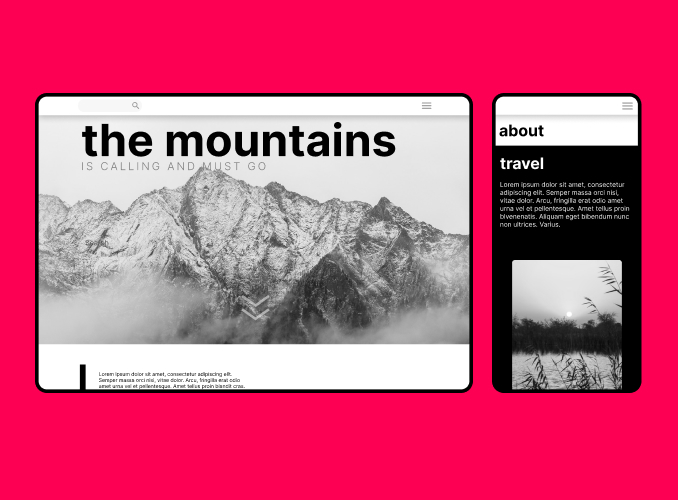 the mountains
IS CALLING AND MUST GO
Lorem ipsum dolor sit amet, consectetur adipiscing elit.
Semper massa orci nisi, vitae dolor. Arcu, fringilla erat odio
amet urna vel et pellentesque. Amet tellus proin blandit cras.
about
travel
Lorem ipsum dolor sit amet, consectetur
adipiscing elit. Semper massa orci nisi,
vitae dolor. Arcu, fringilla erat odio amet
urna vel et pellentesque. Amet tellus proin
bivenenatis. Aliquam eget bibendum nunc
non ultrices. Varius.